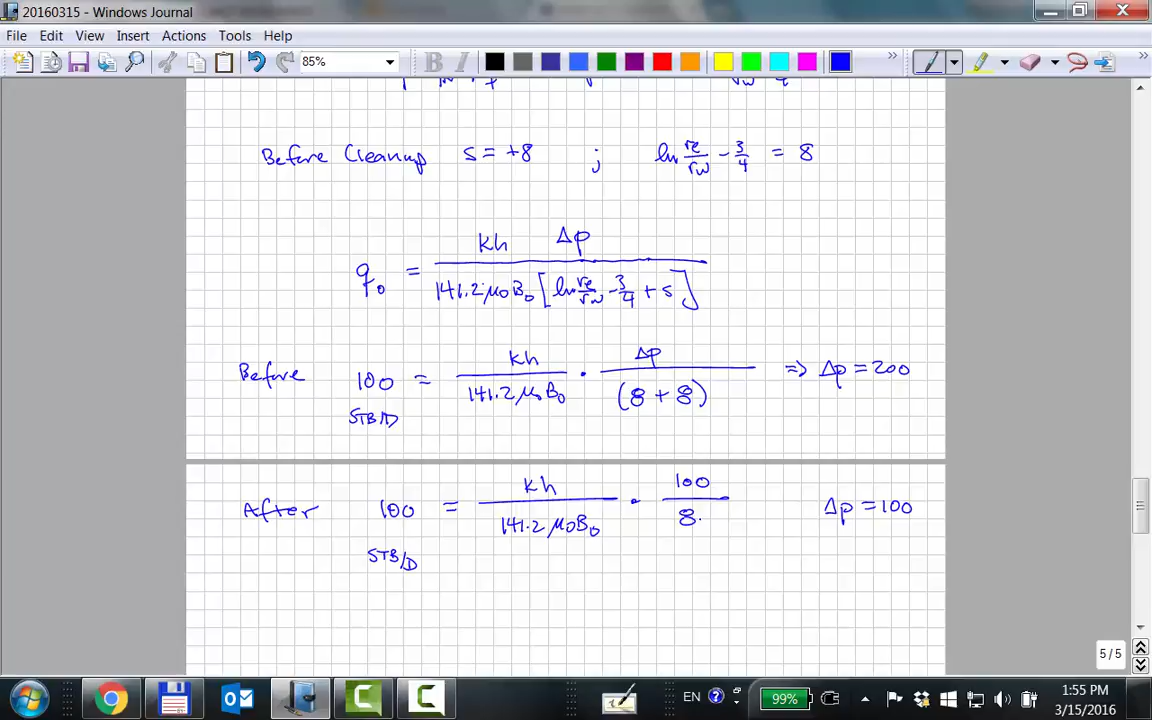 20160315 - Windows Journal
File Edit View Insert Actions Tools Help
85%
Before Cleanup s = +8 ; ln re/rw - 3/4 = 8
qo = kh Δp / 141.2 μo Bo [ln re/rw - 3/4 + s]
Before 100 = kh / 141.2 μo Bo · Δp / (8 + 8) ⇒ Δp = 200
STB/D
After 100 = kh / 141.2 μo Bo · 100 / 8. Δp = 100
STB/D
5 / 5
EN 99% 1:55 PM
3/15/2016